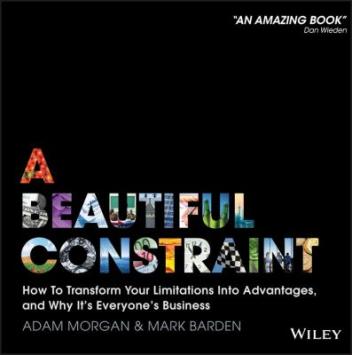 "AN AMAZING BOOK"
Dan Wieden
A
BEAUTIFUL
CONSTRAINT
How To Transform Your Limitations Into Advantages,
and Why It's Everyone's Business
ADAM MORGAN & MARK BARDEN
WILEY